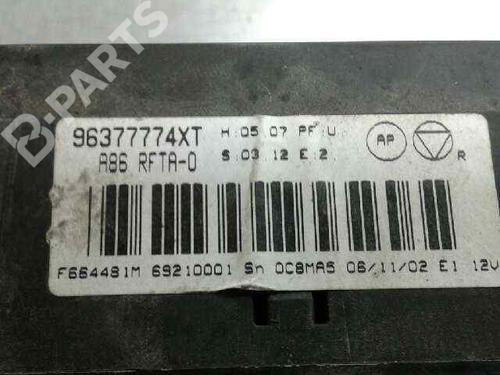 B-PARTS
96377774XT H:05 07 PF:U AP
A86 RFTA-0 S:03 12 E:2 R
F664481M 69210001 Sn 0C8MA5 06/11/02 E1 12V